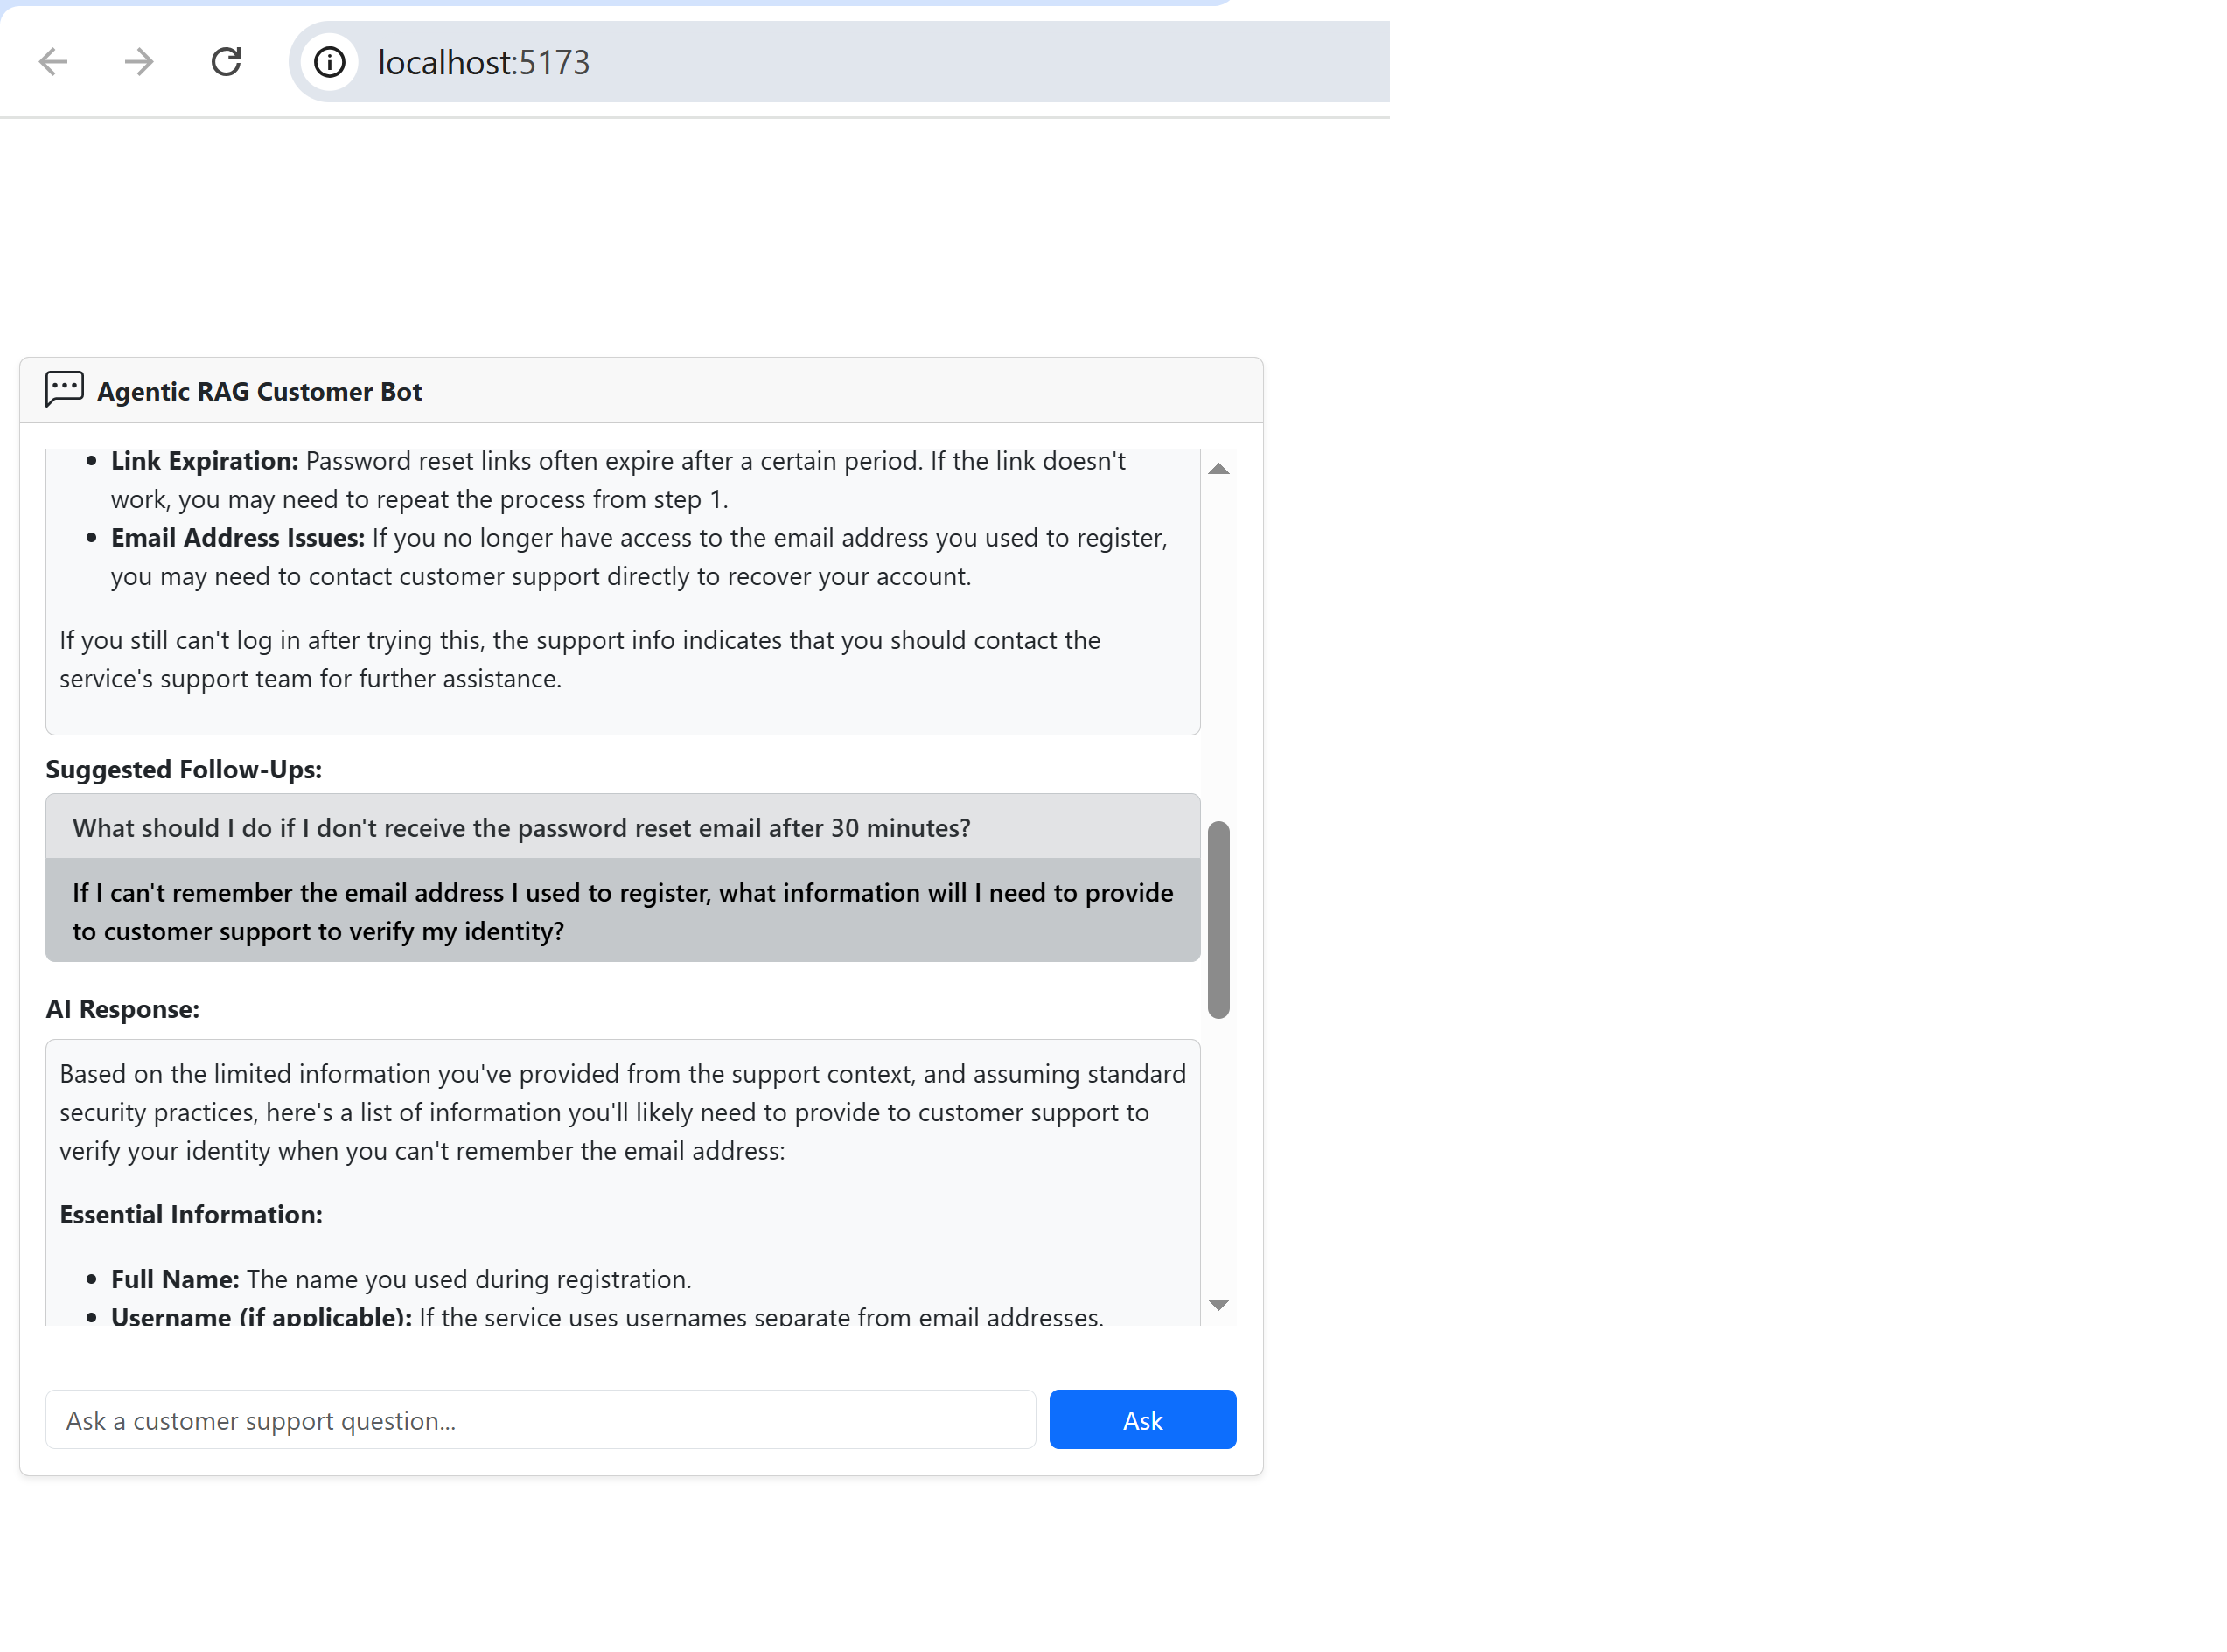 localhost:5173
Agentic RAG Customer Bot
Link Expiration: Password reset links often expire after a certain period. If the link doesn't
work, you may need to repeat the process from step 1.
Email Address Issues: If you no longer have access to the email address you used to register,
you may need to contact customer support directly to recover your account.
If you still can't log in after trying this, the support info indicates that you should contact the
service's support team for further assistance.
Suggested Follow-Ups:
What should I do if I don't receive the password reset email after 30 minutes?
If I can't remember the email address I used to register, what information will I need to provide
to customer support to verify my identity?
AI Response:
Based on the limited information you've provided from the support context, and assuming standard
security practices, here's a list of information you'll likely need to provide to customer support to
verify your identity when you can't remember the email address:
Essential Information:
Full Name: The name you used during registration.
Username (if applicable): If the service uses usernames separate from email addresses.
Ask a customer support question...
Ask